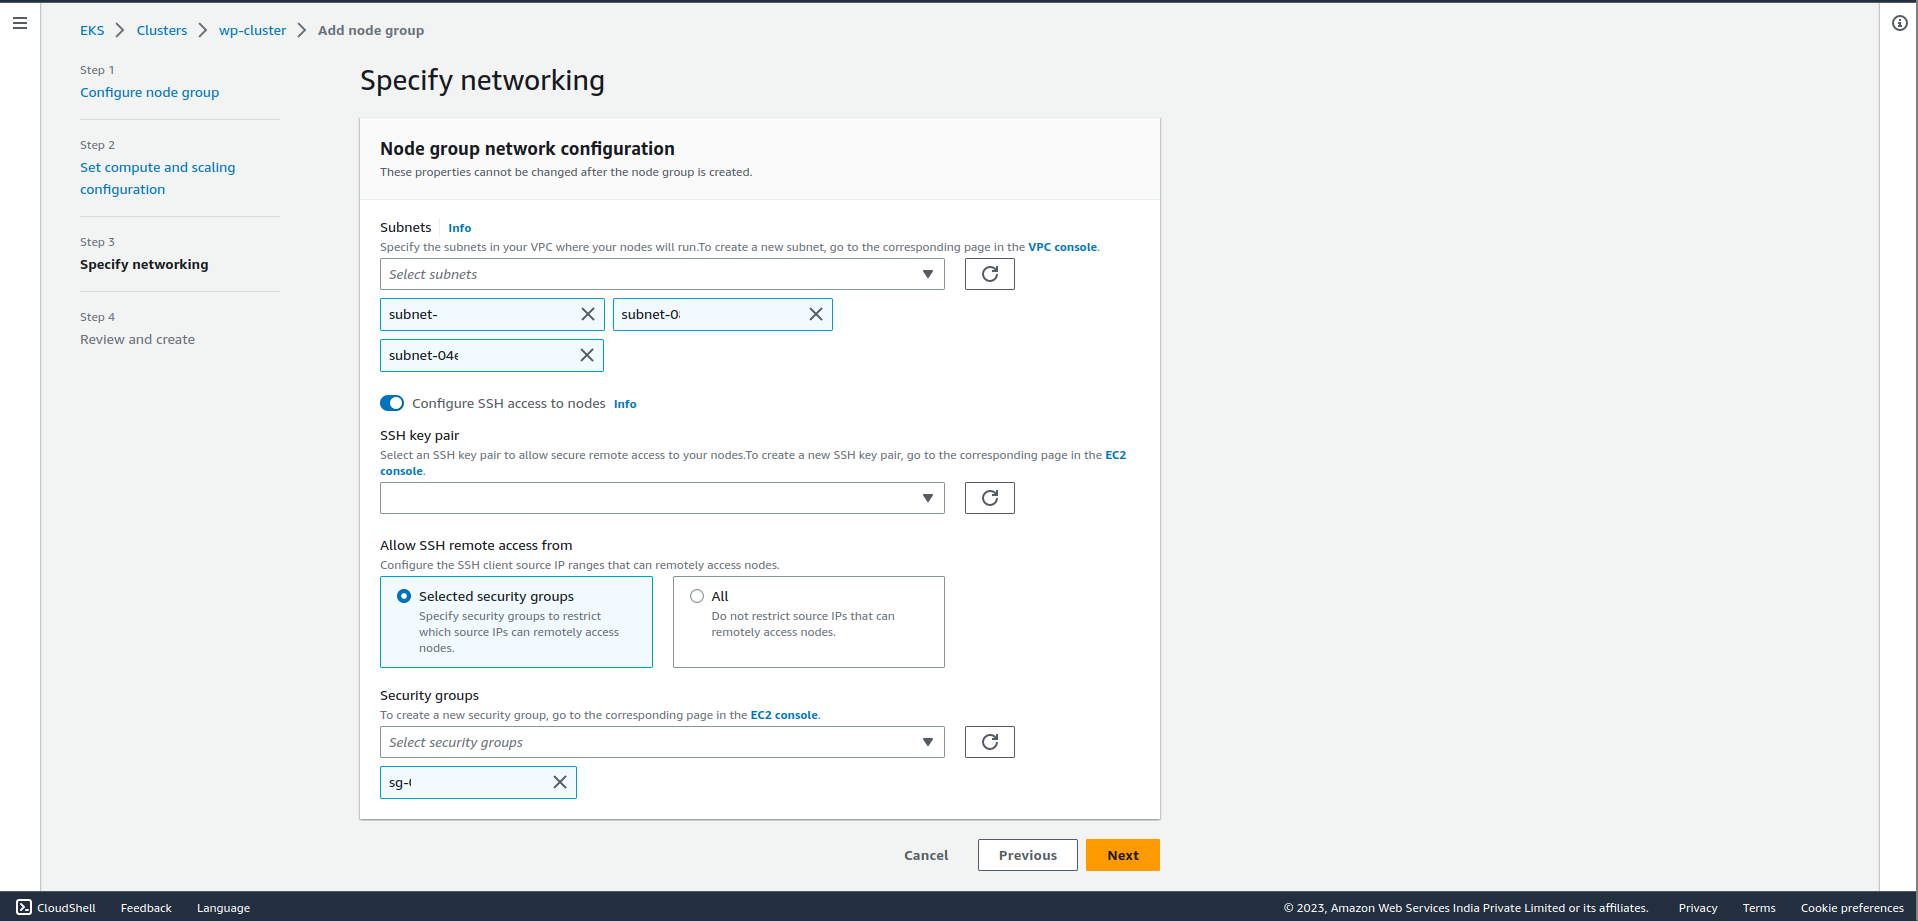 EKS > Clusters > wp-cluster > Add node group
Step 1
Configure node group
Step 2
Set compute and scaling
configuration
Step 3
Specify networking
Step 4
Review and create
Specify networking
Node group network configuration
These properties cannot be changed after the node group is created.
Subnets Info
Specify the subnets in your VPC where your nodes will run.To create a new subnet, go to the corresponding page in the VPC console.
Select subnets
subnet- subnet-0
subnet-04
Configure SSH access to nodes Info
SSH key pair
Select an SSH key pair to allow secure remote access to your nodes.To create a new SSH key pair, go to the corresponding page in the EC2
console.
Allow SSH remote access from
Configure the SSH client source IP ranges that can remotely access nodes.
Selected security groups
Specify security groups to restrict
which source IPs can remotely access
nodes.
All
Do not restrict source IPs that can
remotely access nodes.
Security groups
To create a new security group, go to the corresponding page in the EC2 console.
Select security groups
sg-
Cancel Previous Next
CloudShell Feedback Language © 2023, Amazon Web Services India Private Limited or its affiliates. Privacy Terms Cookie preferences